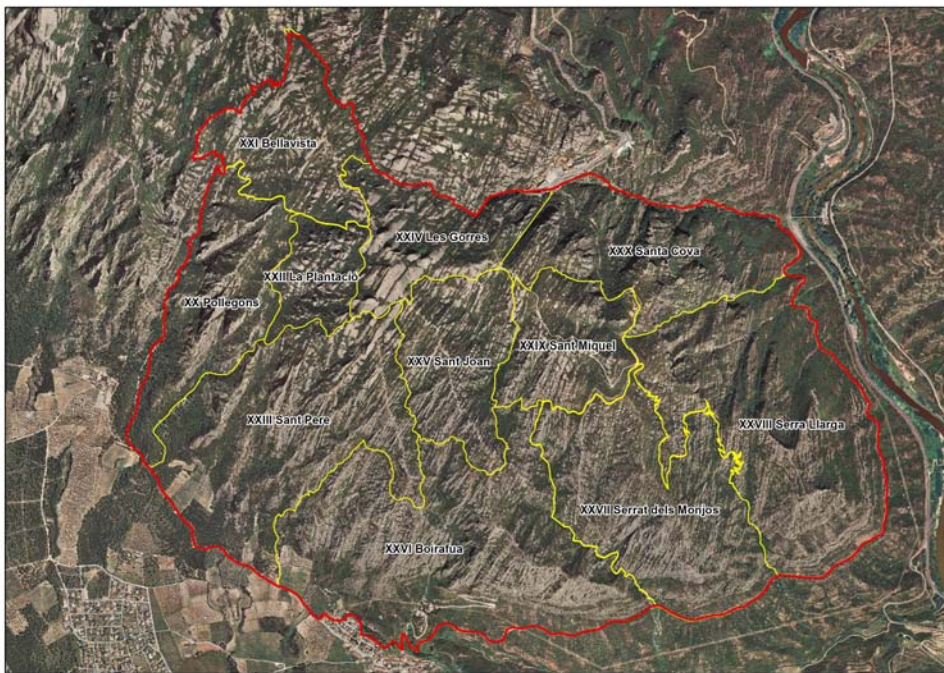 XXI Bellavista
XXIV Les Gorres
XXX Santa Cova
XXII La Plantació
XX Pollegons
XXIX Sant Miquel
XXV Sant Joan
XXIII Sant Pere
XXVIII Serra Llarga
XXVII Serrat dels Monjos
XXVI Boirafua